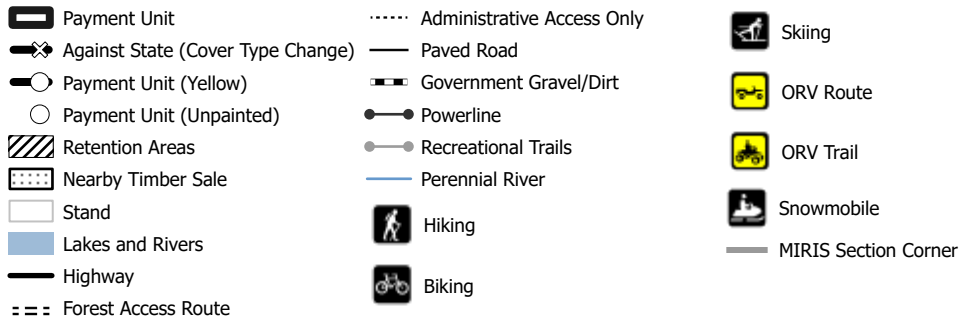 Payment Unit
Against State (Cover Type Change)
Payment Unit (Yellow)
Payment Unit (Unpainted)
Retention Areas
Nearby Timber Sale
Stand
Lakes and Rivers
Highway
Forest Access Route
Administrative Access Only
Paved Road
Government Gravel/Dirt
Powerline
Recreational Trails
Perennial River
Hiking
Biking
Skiing
ORV Route
ORV Trail
Snowmobile
MIRIS Section Corner